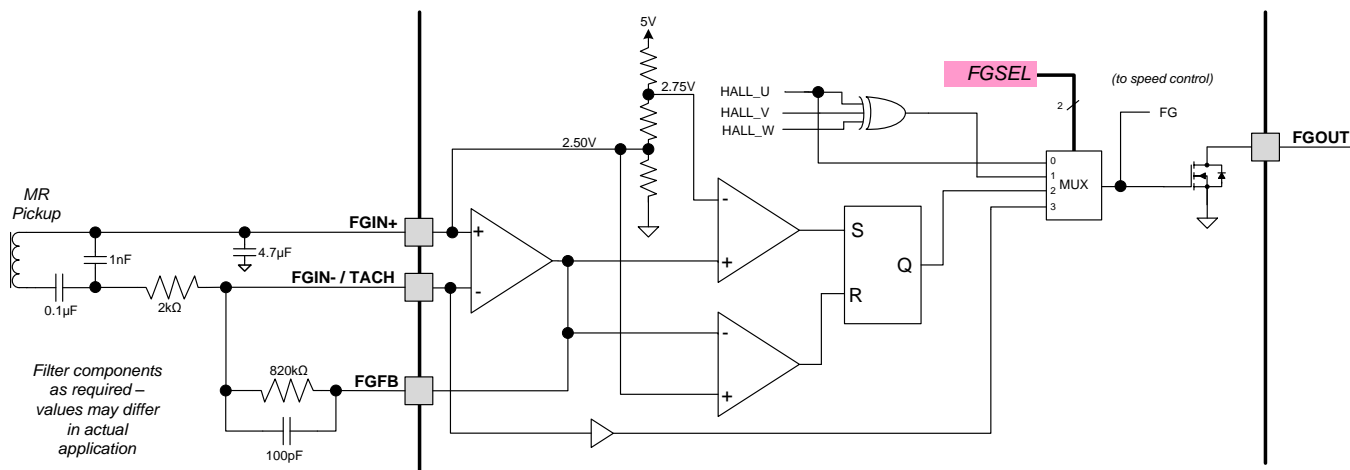 5V
2.75V
2.50V
HALL_U
HALL_V
HALL_W
FGSEL
(to speed control)
2
FG
FGOUT
0
1
2
3
MUX
MR
Pickup
1nF
4.7µF
0.1µF
2kΩ
FGIN+
FGIN- / TACH
+
-
-
+
-
+
S
R
Q
820kΩ
FGFB
100pF
Filter components
as required –
values may differ
in actual
application